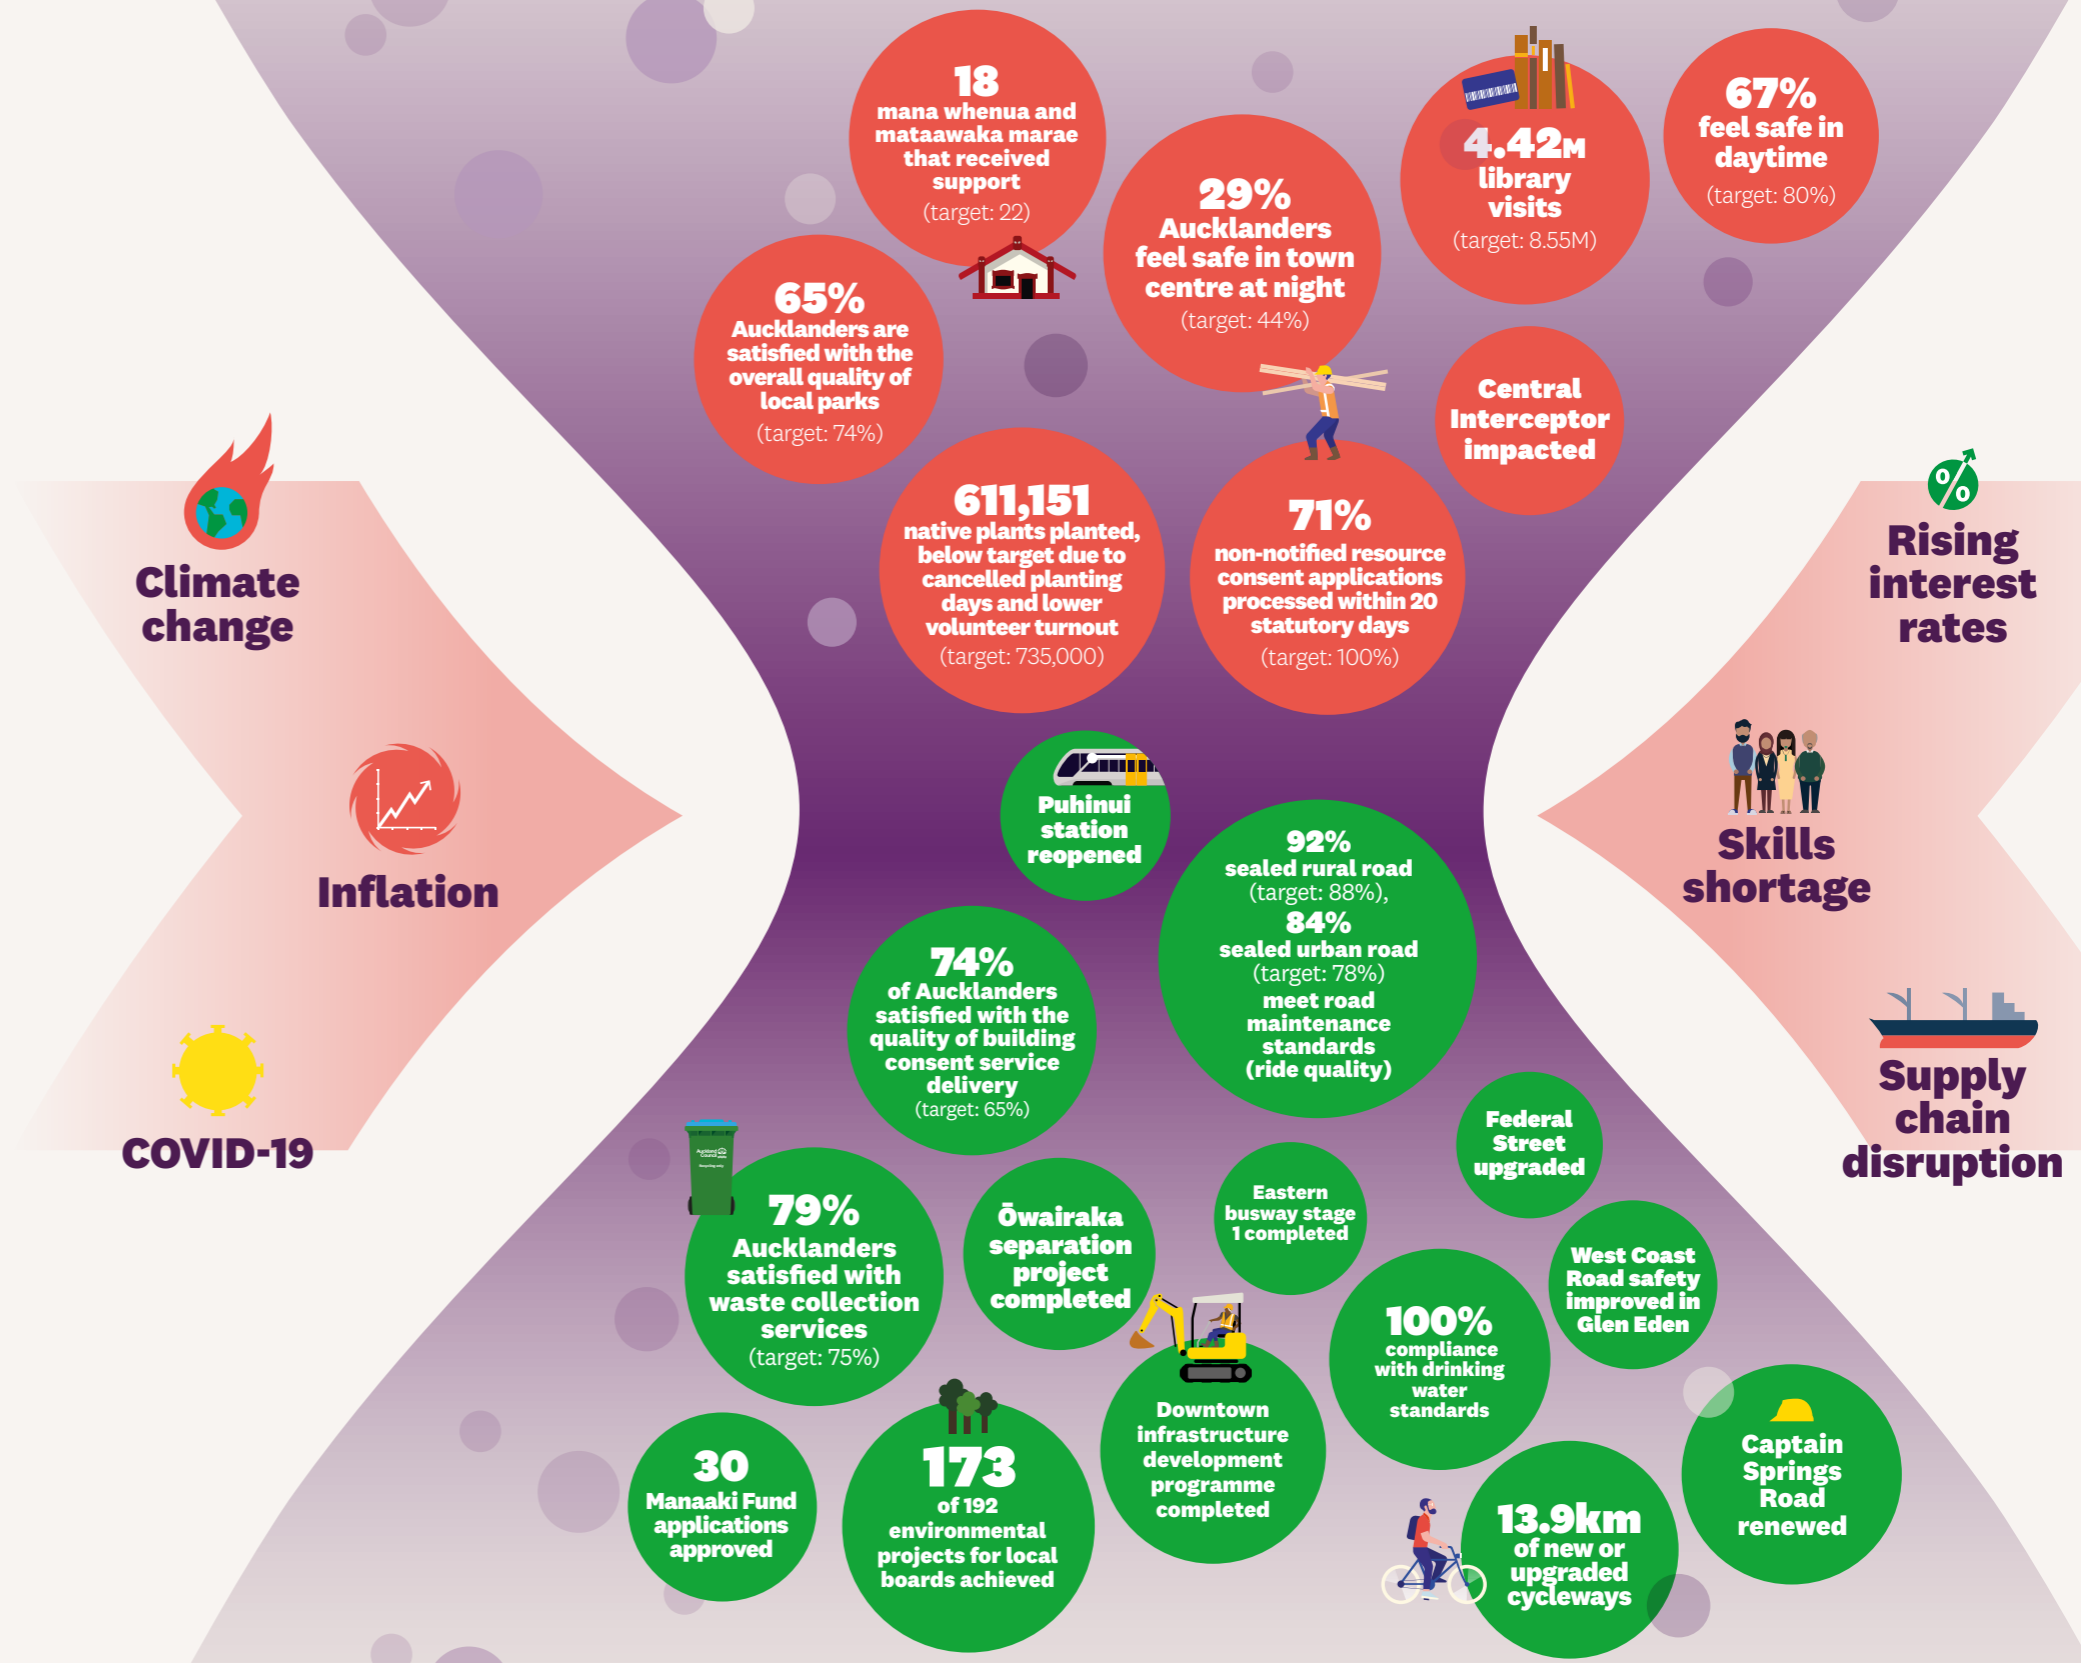 18
mana whenua and
mataawaka marae
that received
support
(target: 22)
29%
Aucklanders
feel safe in town
centre at night
(target: 44%)
4.42M
library
visits
(target: 8.55M)
67%
feel safe in
daytime
(target: 80%)
65%
Aucklanders are
satisfied with the
overall quality of
local parks
(target: 74%)
Central
Interceptor
impacted
611,151
native plants planted,
below target due to
cancelled planting
days and lower
volunteer turnout
(target: 735,000)
71%
non-notified resource
consent applications
processed within 20
statutory days
(target: 100%)
Climate
change
Inflation
COVID-19
%
Rising
interest
rates
Skills
shortage
Supply
chain
disruption
Puhinui
station
reopened
92%
sealed rural road
(target: 88%),
84%
sealed urban road
(target: 78%)
meet road
maintenance
standards
(ride quality)
74%
of Aucklanders
satisfied with the
quality of building
consent service
delivery
(target: 65%)
Federal
Street
upgraded
Auckland
Council
79%
Aucklanders
satisfied with
waste collection
services
(target: 75%)
Ōwairaka
separation
project
completed
Eastern
busway stage
1 completed
West Coast
Road safety
improved in
Glen Eden
100%
compliance
with drinking
water
standards
30
Manaaki Fund
applications
approved
173
of 192
environmental
projects for local
boards achieved
Downtown
infrastructure
development
programme
completed
13.9km
of new or
upgraded
cycleways
Captain
Springs
Road
renewed